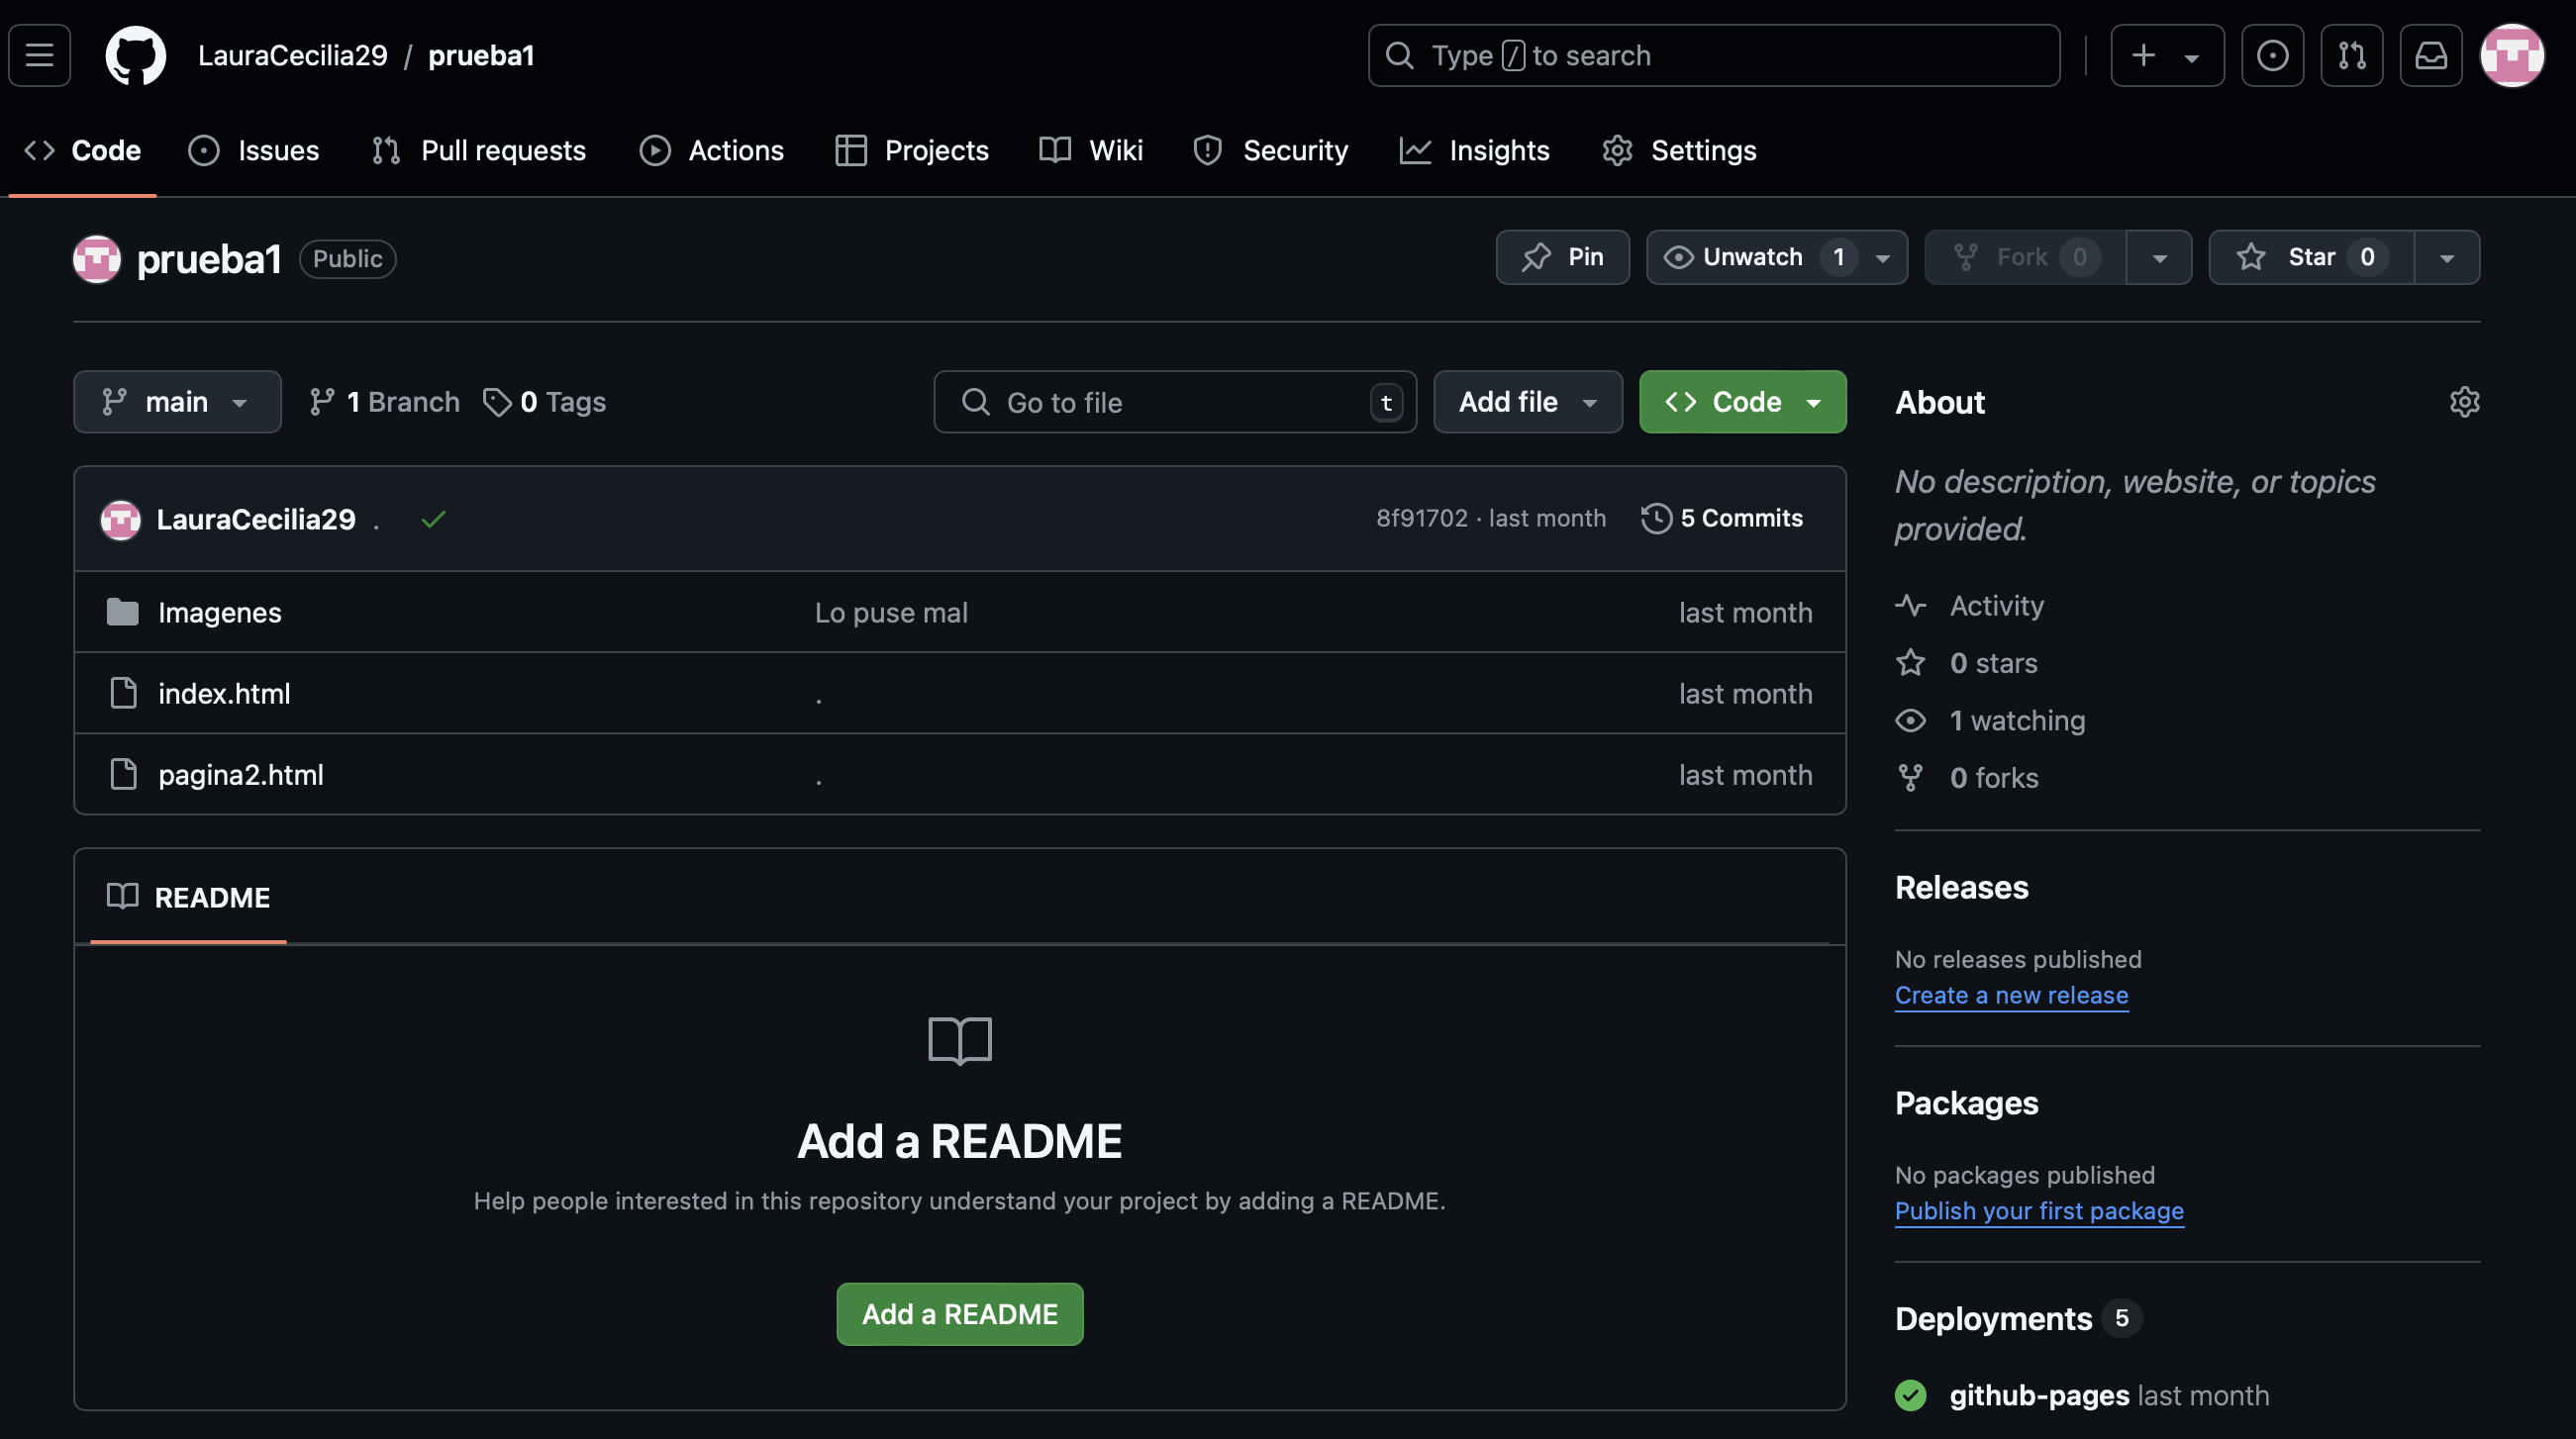 LauraCecilia29 / prueba1
Type / to search
Code Issues Pull requests Actions Projects Wiki Security Insights Settings
prueba1 Public
Pin Unwatch 1 Fork 0 Star 0
main 1 Branch 0 Tags
Go to file t Add file Code
LauraCecilia29 . 8f91702 · last month 5 Commits
Imagenes Lo puse mal last month
index.html . last month
pagina2.html . last month
README
Add a README
Help people interested in this repository understand your project by adding a README.
Add a README
About
No description, website, or topics
provided.
Activity
0 stars
1 watching
0 forks
Releases
No releases published
Create a new release
Packages
No packages published
Publish your first package
Deployments 5
github-pages last month